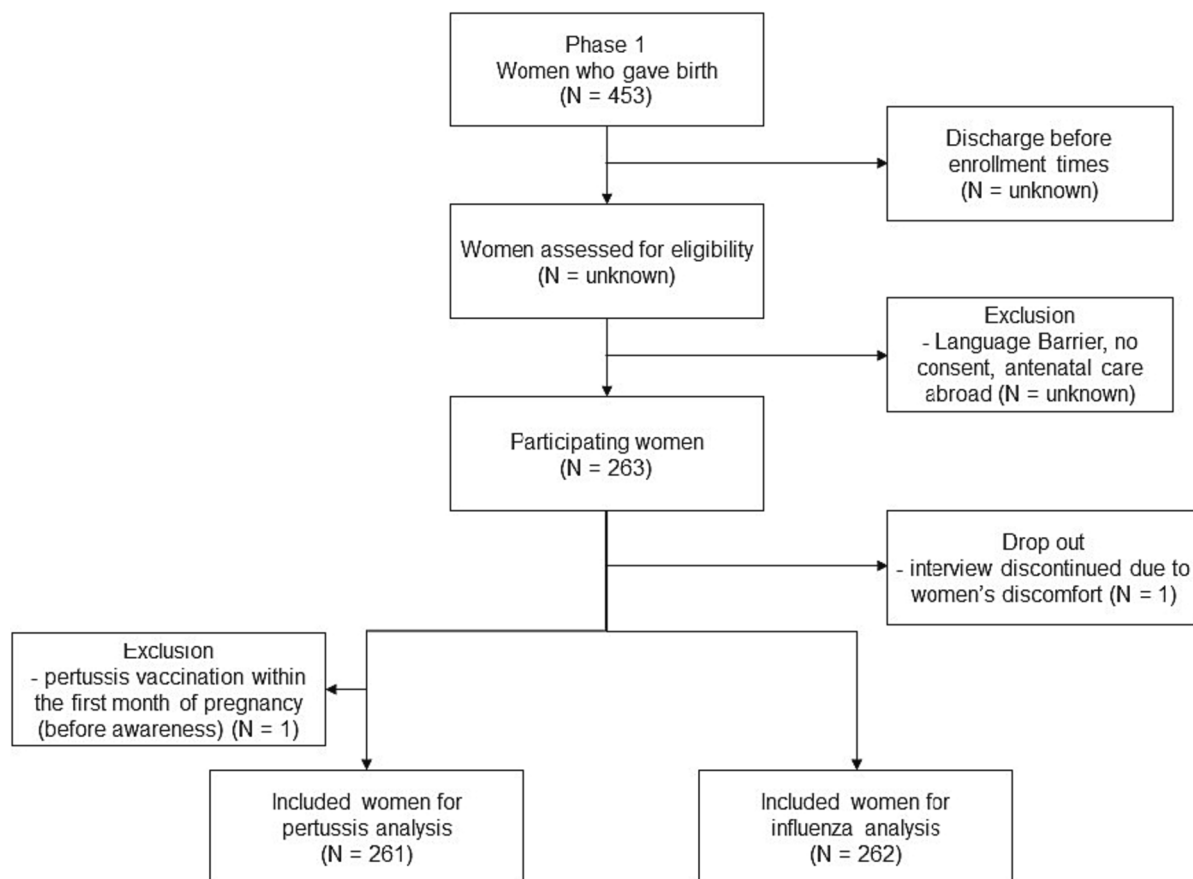 Phase 1
Women who gave birth
(N = 453)
Discharge before
enrollment times
(N = unknown)
Women assessed for eligibility
(N = unknown)
Exclusion
- Language Barrier, no
consent, antenatal care
abroad (N = unknown)
Participating women
(N = 263)
Drop out
- interview discontinued due to
women's discomfort (N = 1)
Exclusion
- pertussis vaccination within
the first month of pregnancy
(before awareness) (N = 1)
Included women for
pertussis analysis
(N = 261)
Included women for
influenza analysis
(N = 262)